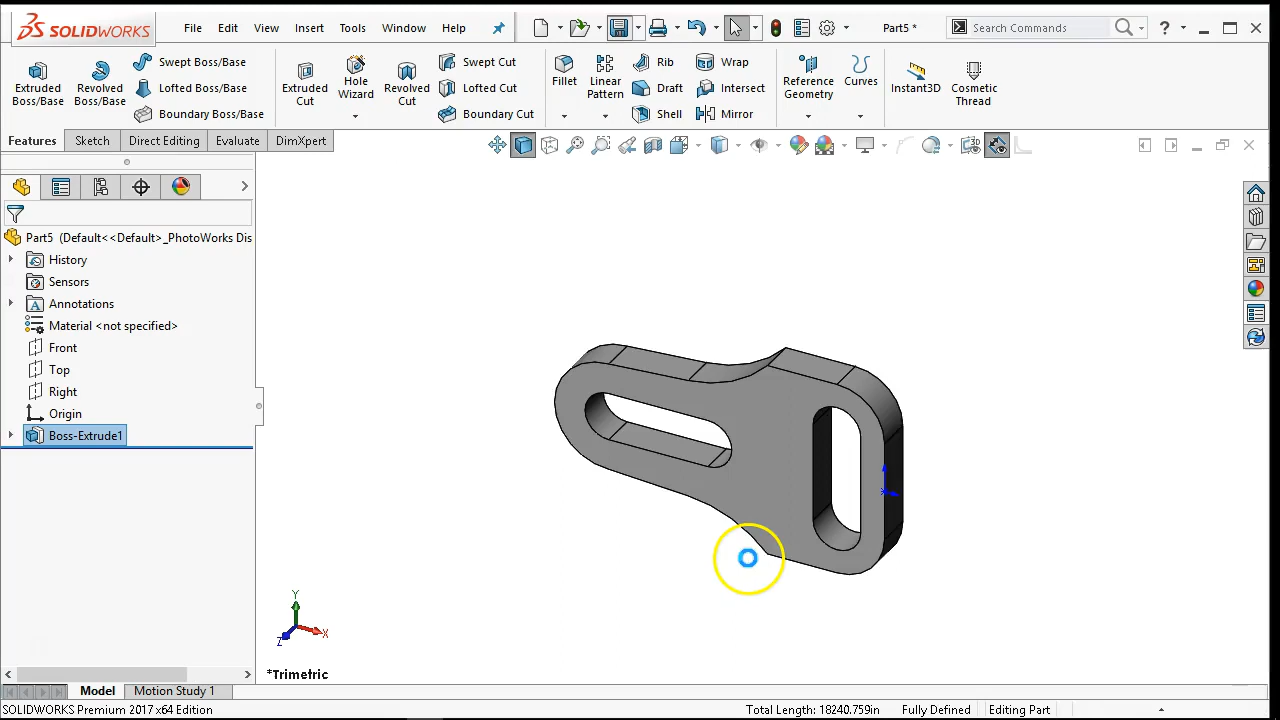 SOLIDWORKS File Edit View Insert Tools Window Help Part5 * Search Commands ?
Extruded Boss/Base
Revolved Boss/Base
Swept Boss/Base
Lofted Boss/Base
Boundary Boss/Base
Extruded Cut
Hole Wizard
Revolved Cut
Swept Cut
Lofted Cut
Boundary Cut
Fillet
Linear Pattern
Rib
Draft
Shell
Wrap
Intersect
Mirror
Reference Geometry
Curves
Instant3D
Cosmetic Thread
Features Sketch Direct Editing Evaluate DimXpert
Part5 (Default<<Default>_PhotoWorks Dis
History
Sensors
A Annotations
Material <not specified>
Front
Top
Right
Origin
Boss-Extrude1
Y
X
Z
*Trimetric
Model Motion Study 1
SOLIDWORKS Premium 2017 x64 Edition Total Length: 18240.759in Fully Defined Editing Part